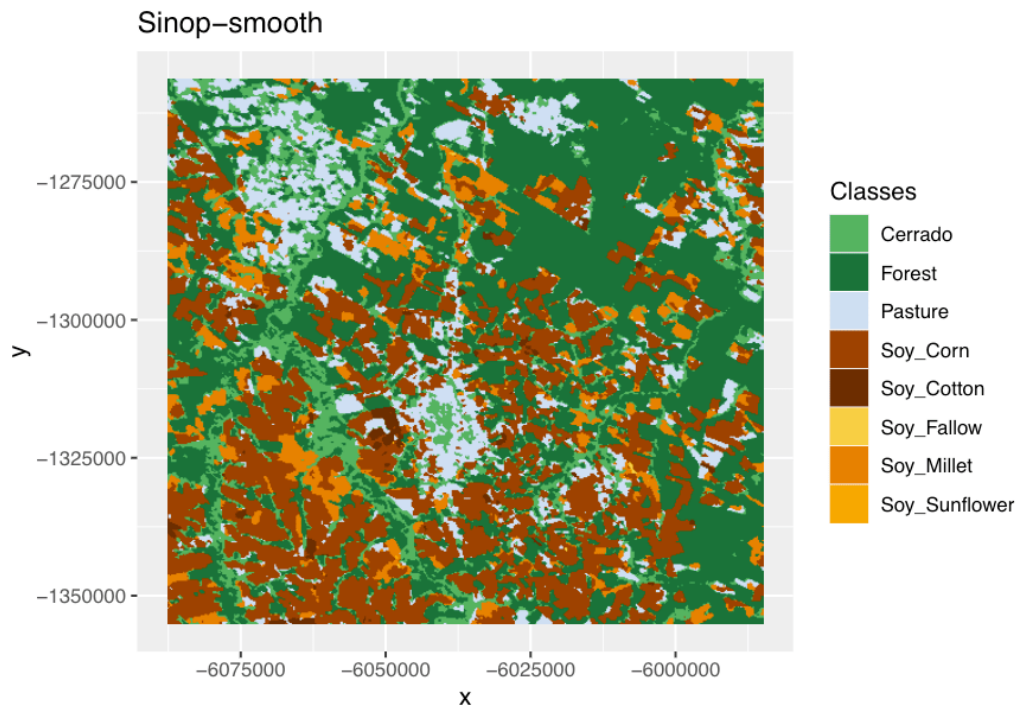 Sinop−smooth
−1275000
−1300000
−1325000
−1350000
y
−6075000 −6050000 −6025000 −6000000
x
Classes
Cerrado
Forest
Pasture
Soy_Corn
Soy_Cotton
Soy_Fallow
Soy_Millet
Soy_Sunflower